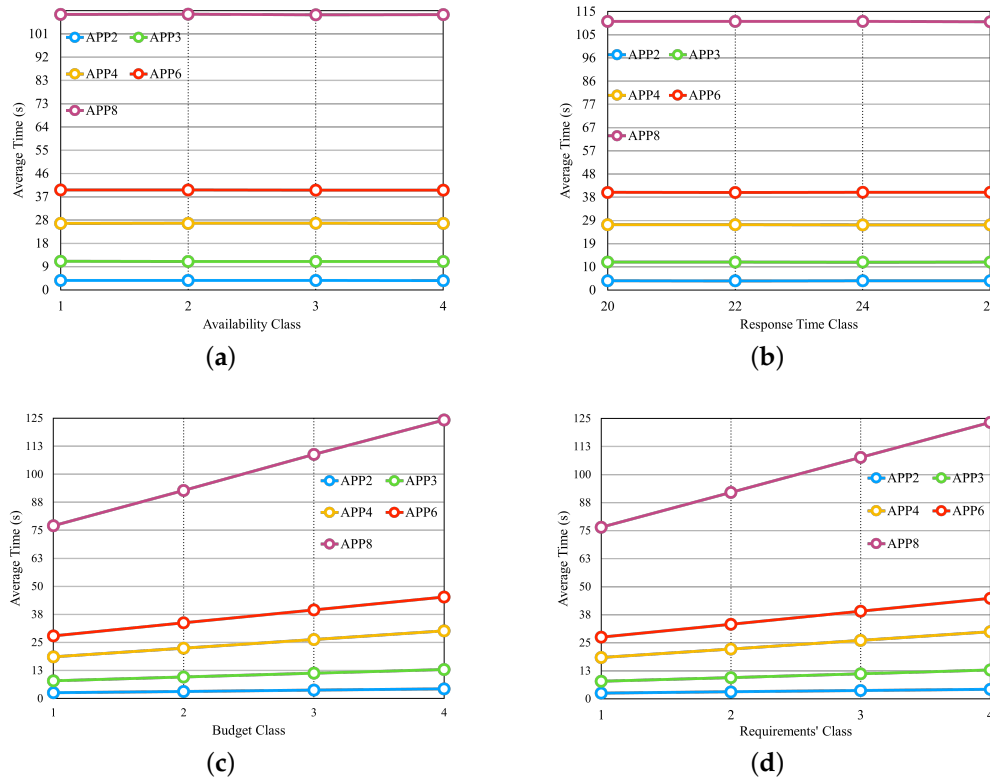 101
92
83
73
64
55
46
37
28
18
9
0
Average Time (s)
APP2 APP3
APP4 APP6
APP8
1 2 3 4
Availability Class
(a)
115
105
96
86
77
67
57
48
38
29
19
10
0
Average Time (s)
APP2 APP3
APP4 APP6
APP8
20 22 24 2
Response Time Class
(b)
125
113
100
88
75
63
50
38
25
13
0
Average Time (s)
APP2 APP3
APP4 APP6
APP8
1 2 3 4
Budget Class
(c)
125
113
100
88
75
63
50
38
25
13
0
Average Time (s)
APP2 APP3
APP4 APP6
APP8
1 2 3 4
Requirements' Class
(d)